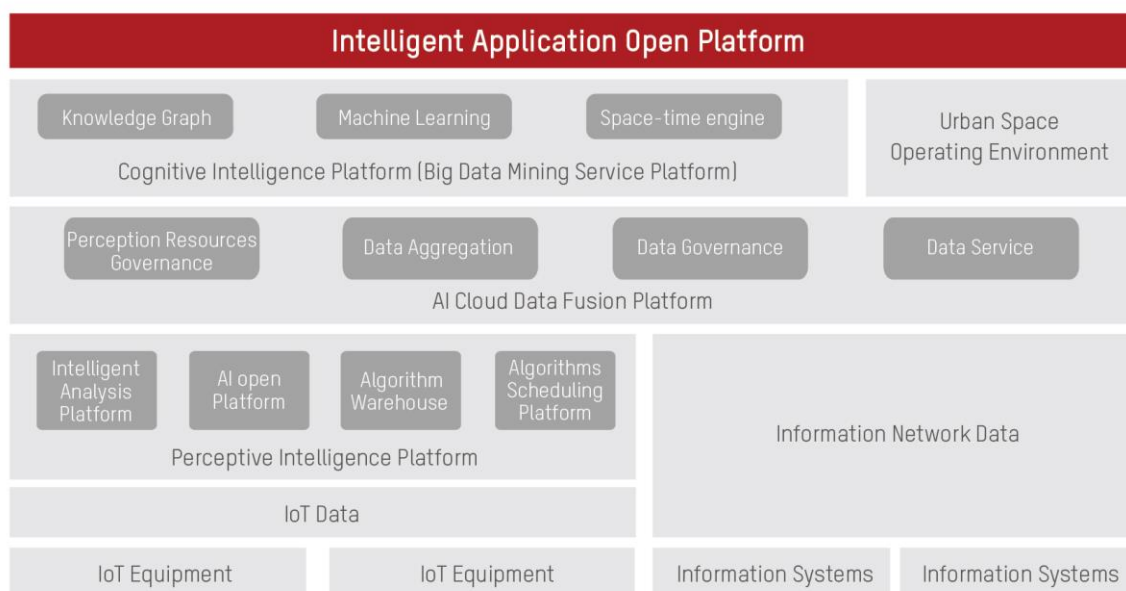 Intelligent Application Open Platform
Knowledge Graph
Machine Learning
Space-time engine
Cognitive Intelligence Platform (Big Data Mining Service Platform)
Urban Space
Operating Environment
Perception Resources
Governance
Data Aggregation
Data Governance
Data Service
AI Cloud Data Fusion Platform
Intelligent
Analysis
Platform
AI open
Platform
Algorithm
Warehouse
Algorithms
Scheduling
Platform
Perceptive Intelligence Platform
Information Network Data
IoT Data
IoT Equipment
IoT Equipment
Information Systems
Information Systems